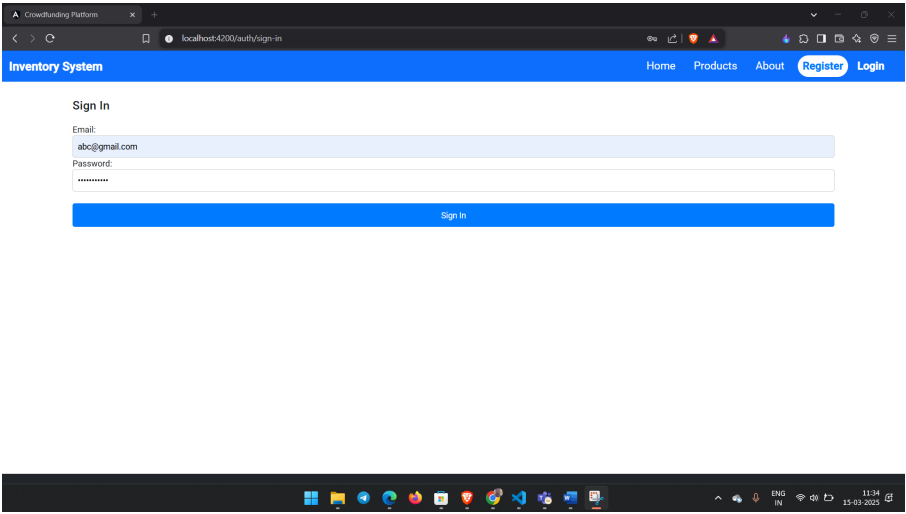 Crowdfunding Platform
localhost:4200/auth/sign-in
Inventory System Home Products About Register Login
Sign In
Email:
abc@gmail.com
Password:
Sign In
ENG 11:34
IN 15-03-2025